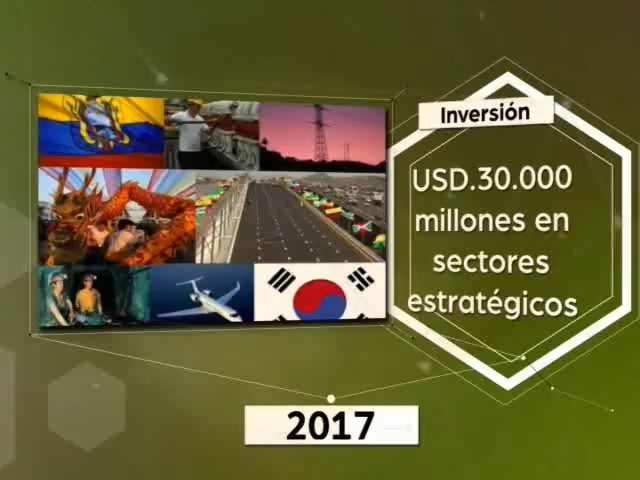 Inversión
USD.30.000
millones en
sectores
estratégicos
2017